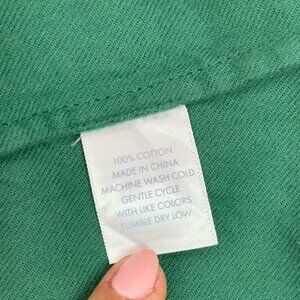 100% COTTON
MADE IN CHINA
MACHINE WASH COLD
GENTLE CYCLE
WITH LIKE COLORS
TUMBLE DRY LOW